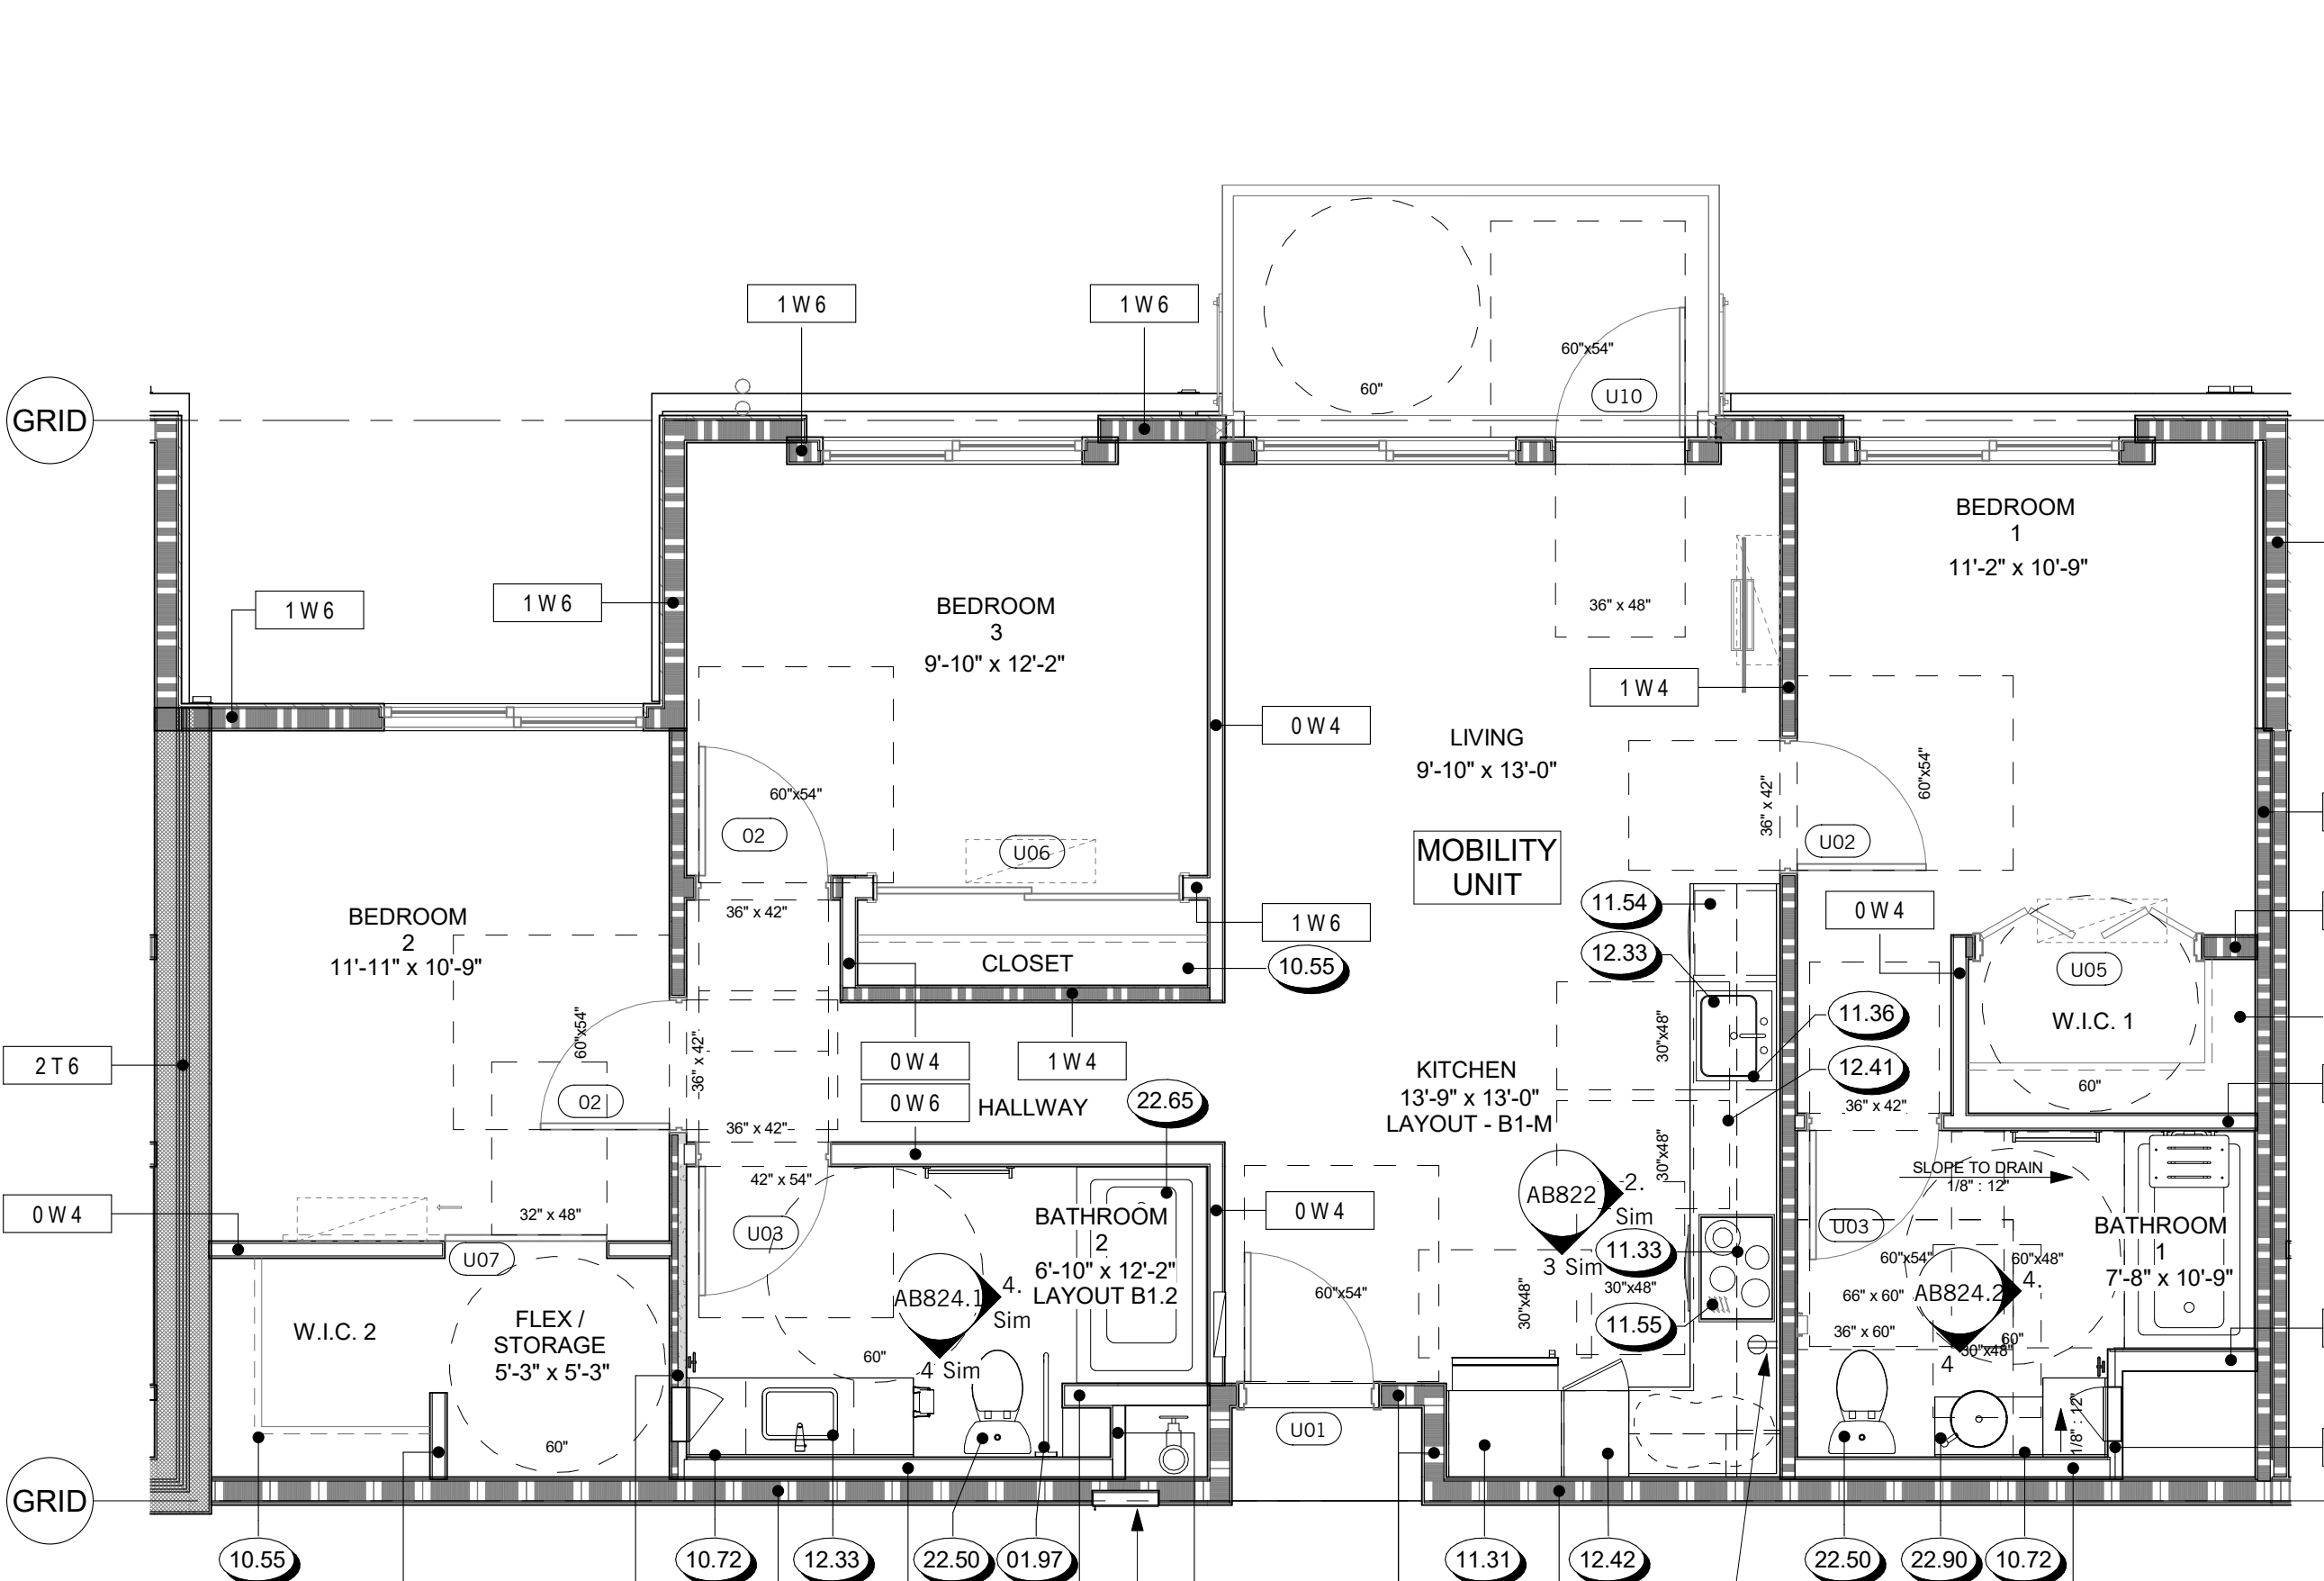 1 W 6
1 W 6
60"x54"
60"
U10
GRID
BEDROOM
1
11'-2" x 10'-9"
1 W 6
1 W 6
BEDROOM
3
9'-10" x 12'-2"
36" x 48"
1 W 4
0 W 4
LIVING
9'-10" x 13'-0"
60"x54"
36" x 42"
60"x54"
02
U06
U02
MOBILITY
UNIT
36" x 42"
1 W 6
11.54
0 W 4
BEDROOM
2
11'-11" x 10'-9"
CLOSET
10.55
12.33
U05
11.36
W.I.C. 1
60"x54"
36" x 42"
30"x48"
2 T 6
0 W 4
1 W 4
KITCHEN
13'-9" x 13'-0"
LAYOUT - B1-M
12.41
60"
02
0 W 6
HALLWAY
22.65
36" x 42"
36" x 42"
30"x48"
SLOPE TO DRAIN
1/8" : 12"
42" x 54"
0 W 4
32" x 48"
0 W 4
AB822
2.
Sim
3 Sim
U03
BATHROOM
2
6'-10" x 12'-2"
LAYOUT B1.2
U03
BATHROOM
1
7'-8" x 10'-9"
U07
11.33
60"x54"
60"x48"
30"x48"
60"x54"
30"x48"
AB824.1
4.
Sim
4 Sim
AB824.2
4.
4
66" x 60"
W.I.C. 2
FLEX /
STORAGE
5'-3" x 5'-3"
11.55
36" x 60"
60"
30"x48"
60"
60"
U01
1/8" : 12"
GRID
10.55
10.72
12.33
22.50
01.97
11.31
12.42
22.50
22.90
10.72